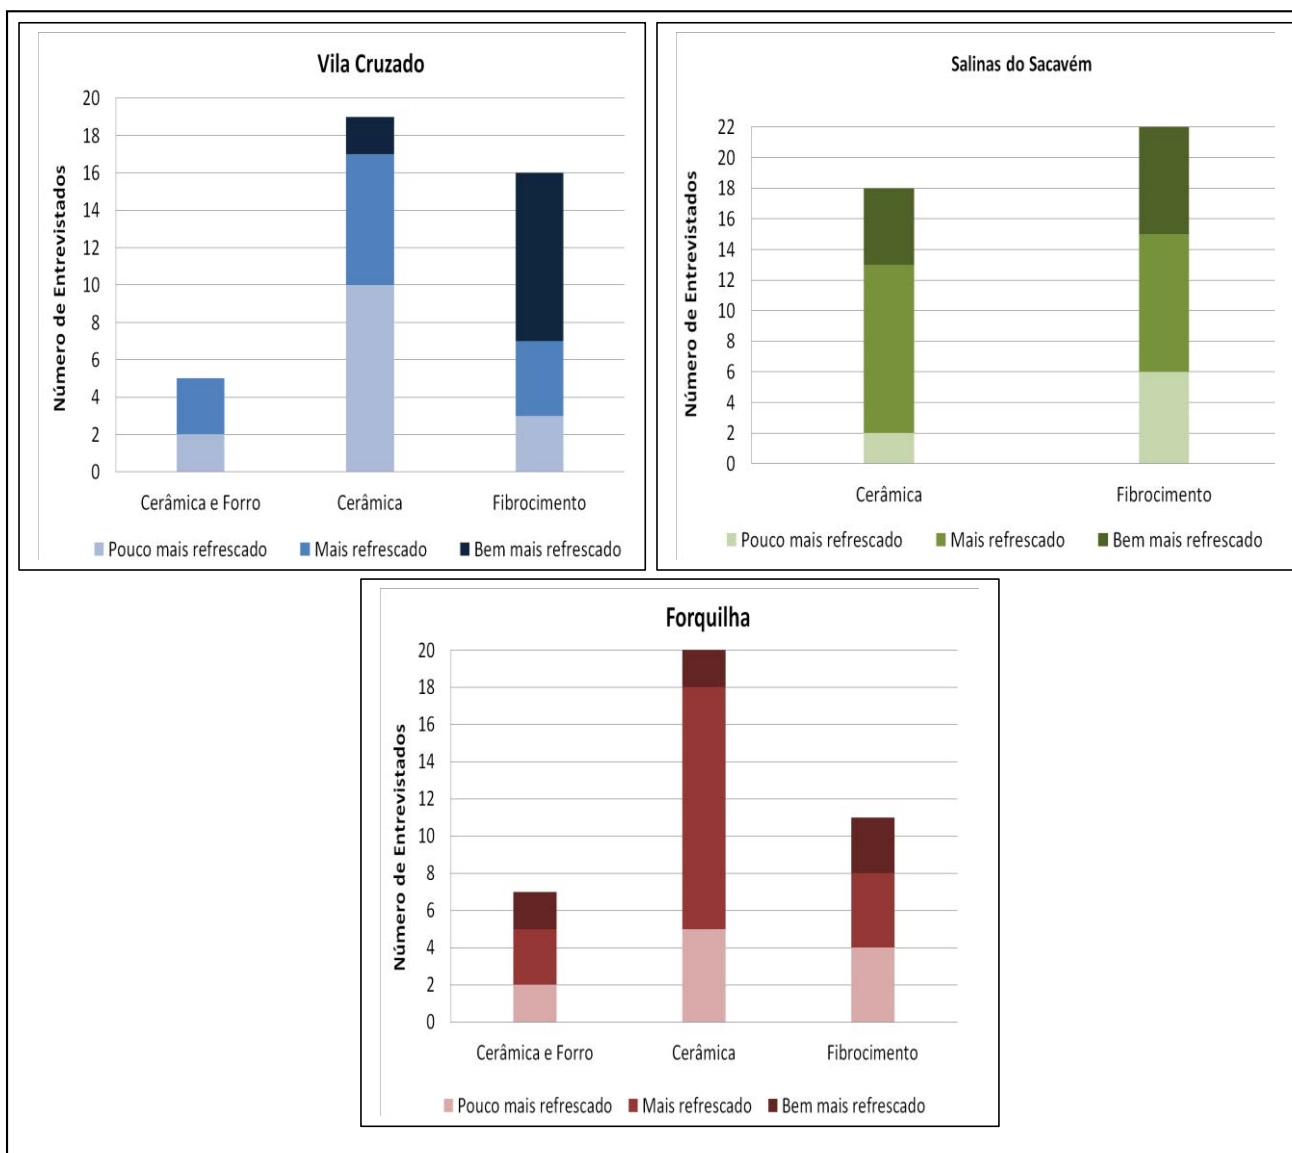 Vila Cruzado
Número de Entrevistados
20
18
16
14
12
10
8
6
4
2
0
Cerâmica e Forro Cerâmica Fibrocimento
Pouco mais refrescado Mais refrescado Bem mais refrescado
Salinas do Sacavém
Número de Entrevistados
22
20
18
16
14
12
10
8
6
4
2
0
Cerâmica Fibrocimento
Pouco mais refrescado Mais refrescado Bem mais refrescado
Forquilha
Número de Entrevistados
20
18
16
14
12
10
8
6
4
2
0
Cerâmica e Forro Cerâmica Fibrocimento
Pouco mais refrescado Mais refrescado Bem mais refrescado